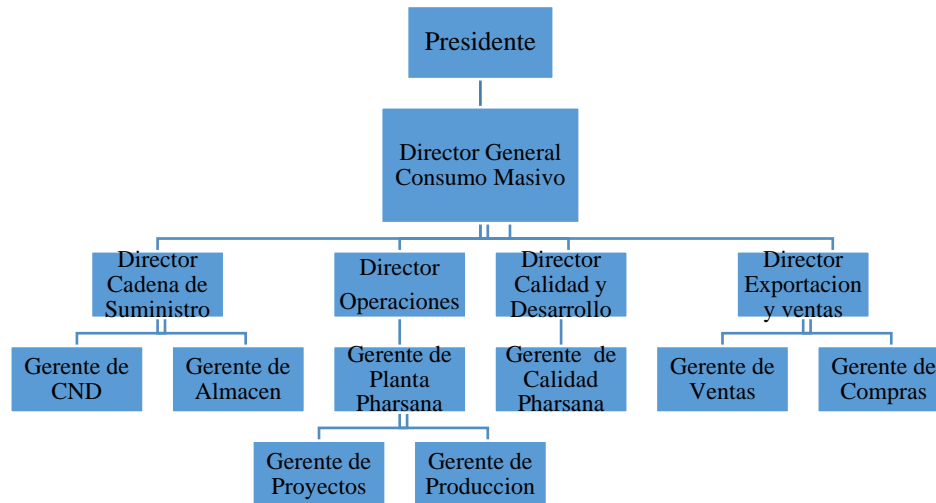 Presidente
Director General
Consumo Masivo
Director
Cadena de
Suministro
Director
Operaciones
Director
Calidad y
Desarrollo
Director
Exportacion
y ventas
Gerente de
CND
Gerente de
Almacen
Gerente de
Planta
Pharsana
Gerente de
Calidad
Pharsana
Gerente de
Ventas
Gerente de
Compras
Gerente de
Proyectos
Gerente de
Produccion